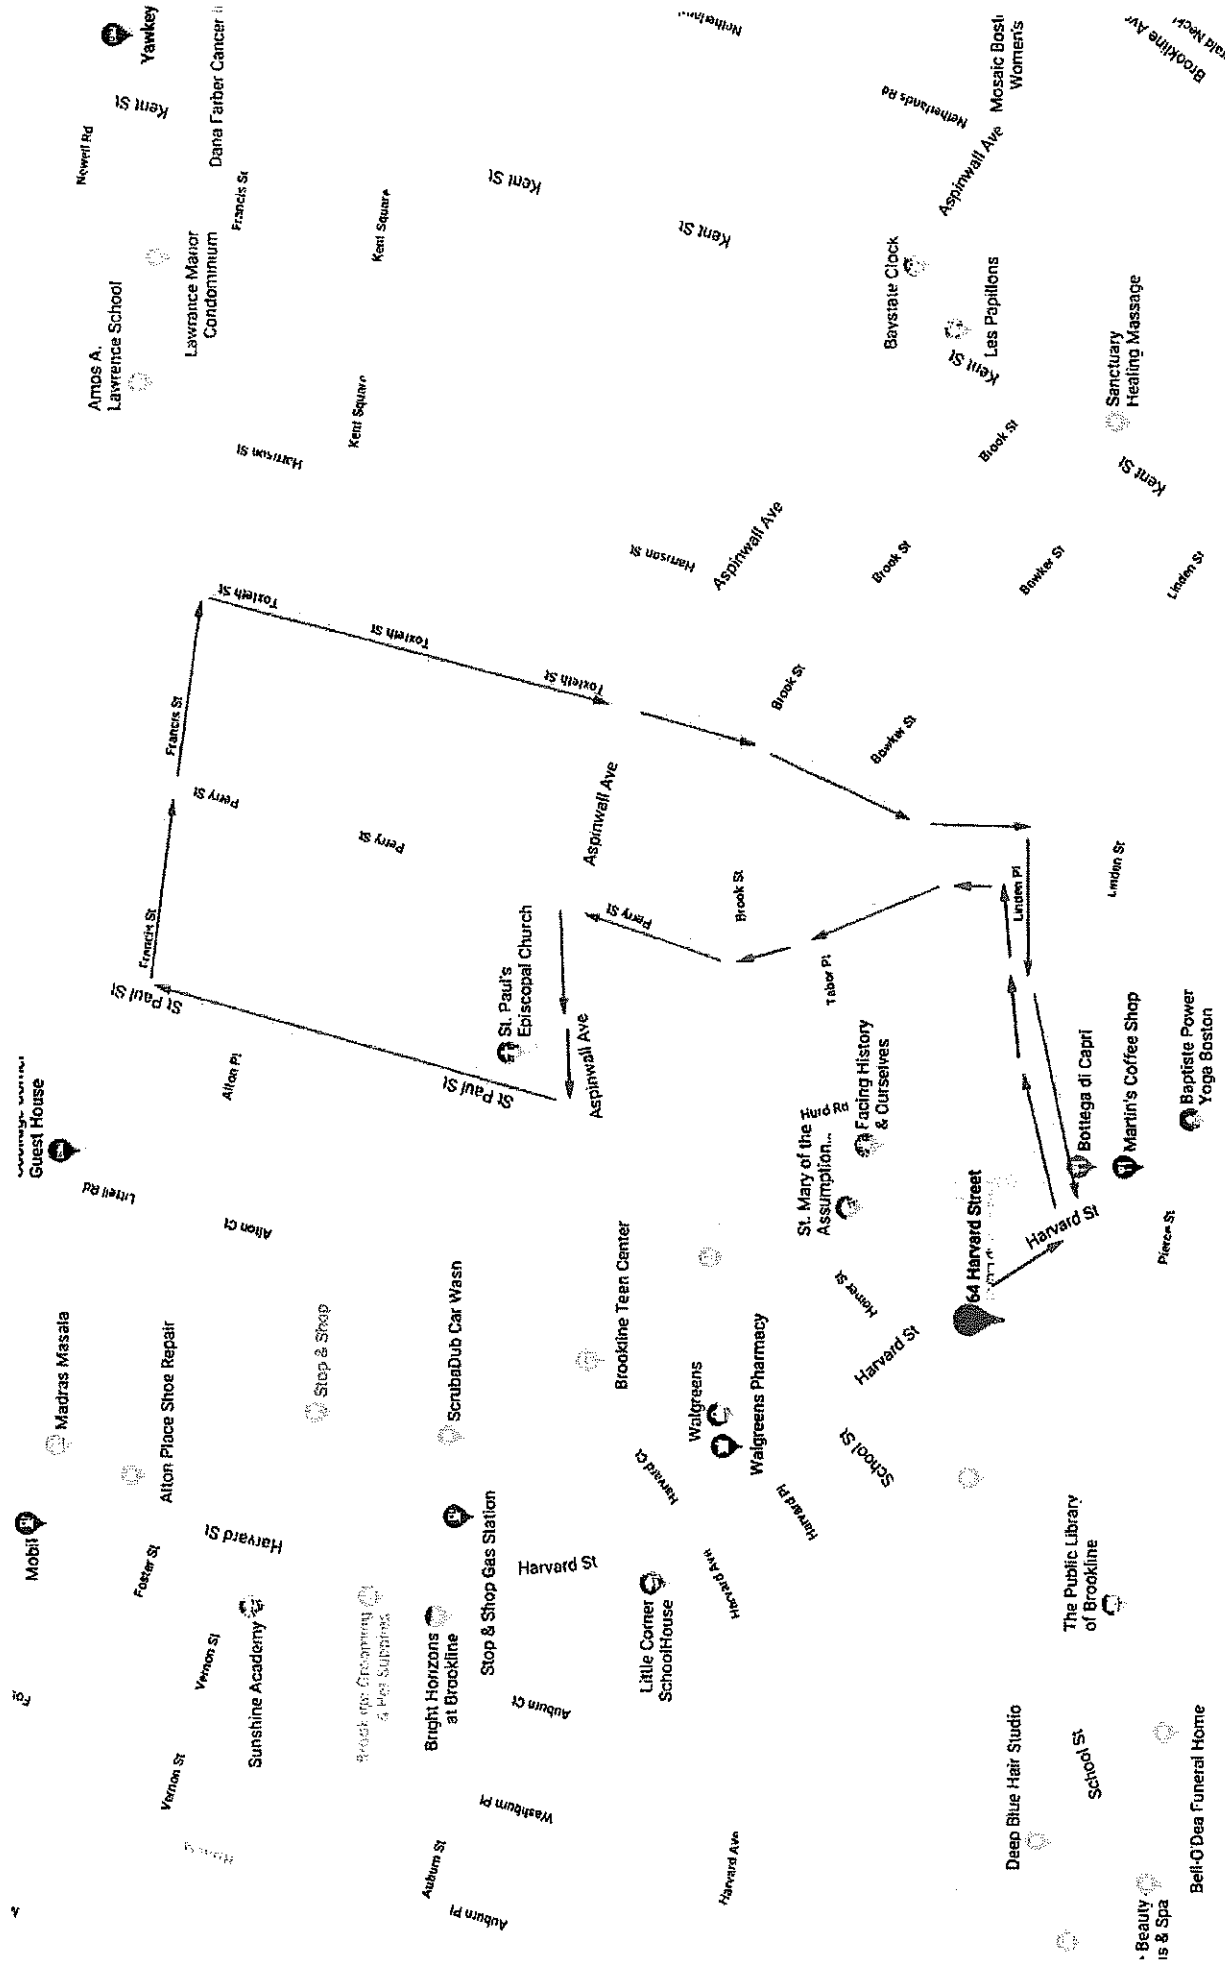 Yawkey
Kent St
Newell Rd
Dana Farber Cancer
Francis St
Amos A.
Lawrence School
Lawrance Manor
Condominium
Kent Square
Kent St
Kent St
Netherlands Rd
Mosaic Bost
Women's
Brookline Av
Aspinwall Ave
Baystate Clock
Les Papillons
Kent St
Sanctuary
Healing Massage
Kent St
Kent Square
Harrison St
Harrison St
Aspinwall Ave
Brook St
Brook St
Bowker St
Linden St
Toxteth St
Toxteth St
Toxteth St
Francis St
Perry St
Perry St
Aspinwall Ave
Brook St
Bowker St
Francis St
St Paul St
St Paul St
St. Paul's
Episcopal Church
Perry St
Brook St
Linden Pl
Linden St
Tabor Pl
Aspinwall Ave
St Paul St
St Paul St
Alton Pl
Guest House
Littell Rd
Alton Ct
St. Mary of the
Assumption...
Hurd Rd
Facing History
& Ourselves
Bottega di Capri
Martin's Coffee Shop
Baptiste Power
Yoga Boston
64 Harvard Street
Harvard St
Pierce St
Homer St
Harvard St
Madras Masala
Alton Place Shoe Repair
Stop & Shop
ScrubaDub Car Wash
Brookline Teen Center
Walgreens
Walgreens Pharmacy
School St
Harvard Ct
Harvard Pl
Mobil
Foster St
Harvard St
Stop & Shop Gas Station
Harvard St
Harvard Ave
Little Corner
SchoolHouse
The Public Library
of Brookline
Vernon St
Sunshine Academy
Bright Horizons
at Brookline
Auburn Ct
Vernon St
Washburn Pl
Auburn St
Auburn Pl
Harvard Ave
Deep Blue Hair Studio
School St
Bell-O'Dea Funeral Home
Beauty
& Spa